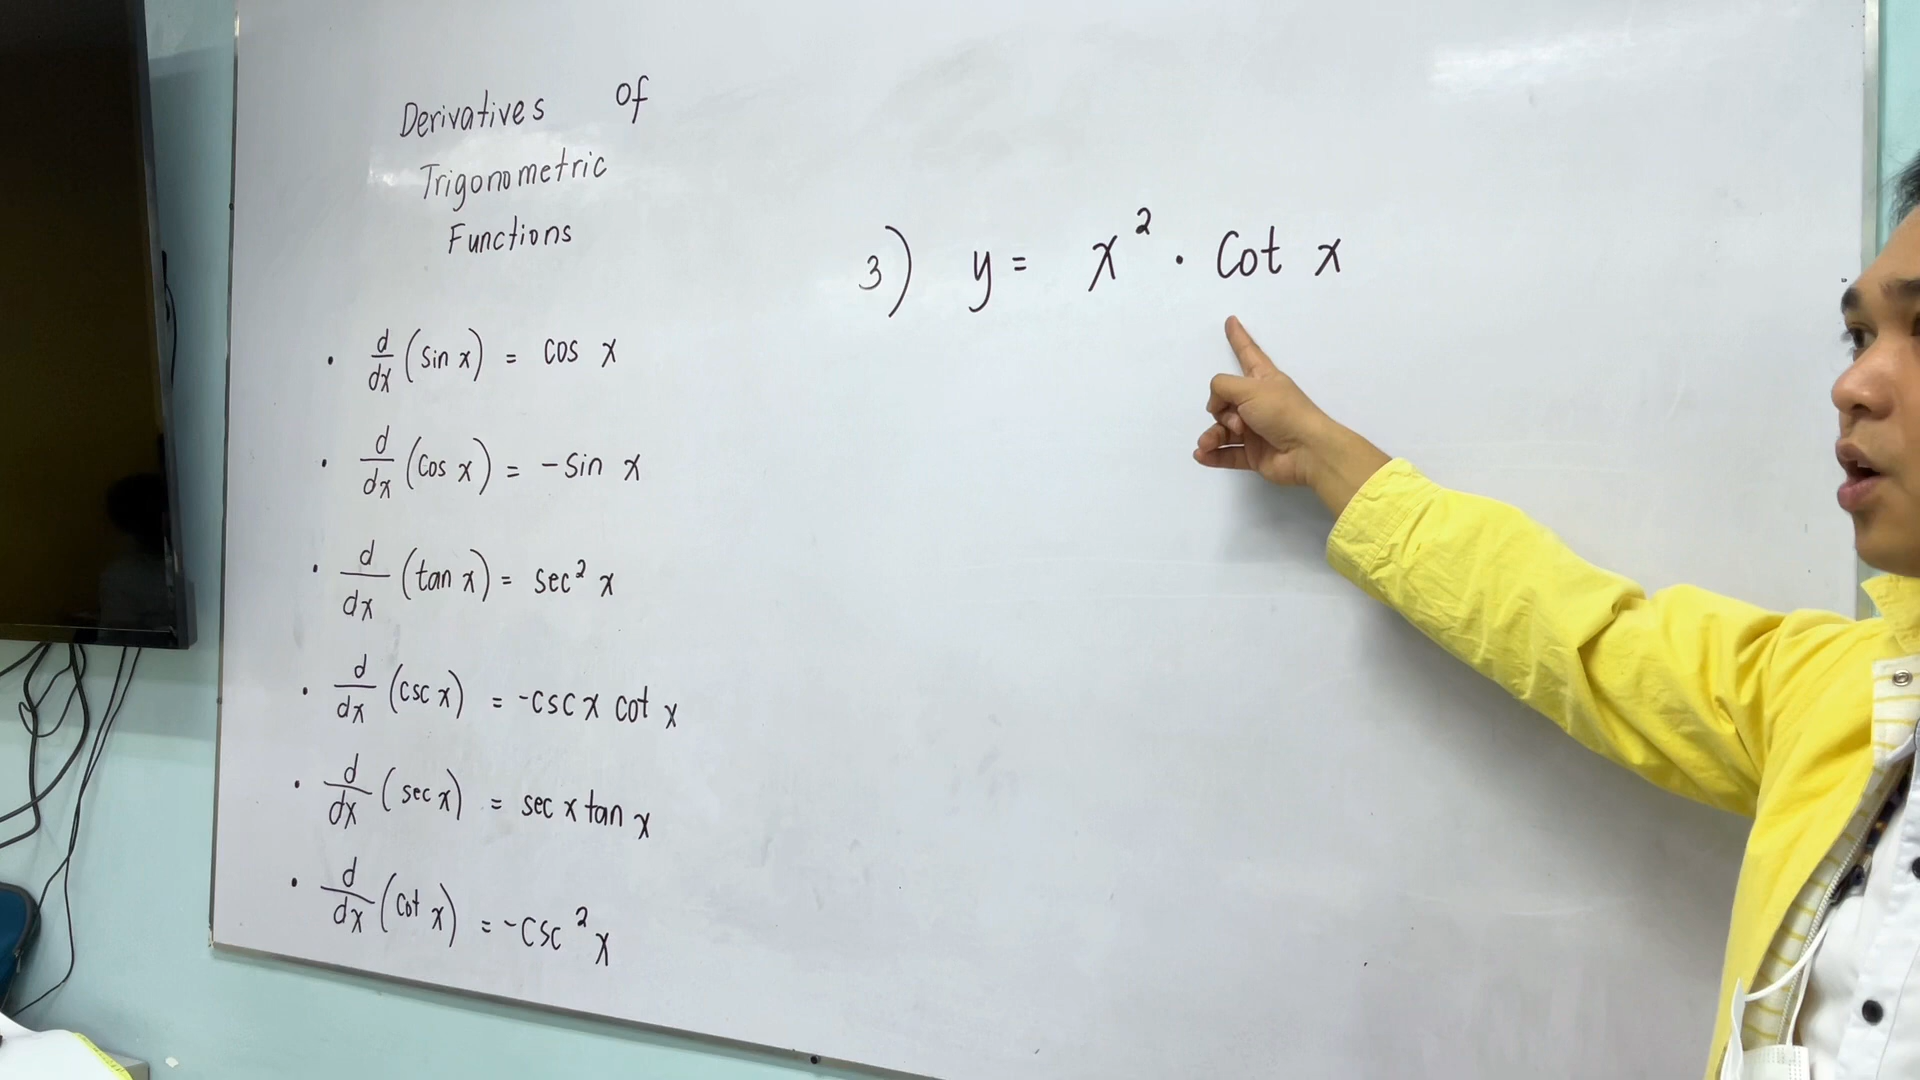 Derivatives of
Trigonometric
Functions
• d/dx (sin x) = cos x
• d/dx (cos x) = -sin x
• d/dx (tan x) = sec² x
• d/dx (csc x) = -csc x cot x
• d/dx (sec x) = sec x tan x
• d/dx (cot x) = -csc² x
3) y = x² · cot x